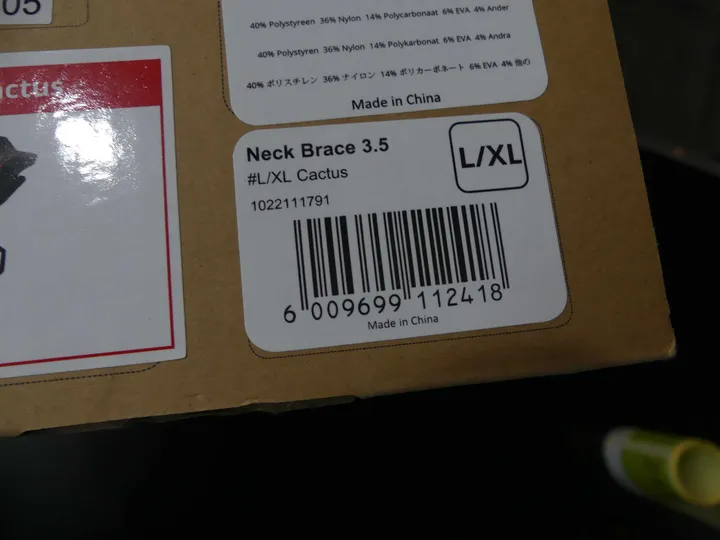 05
actus
40% Polystyreen 36% Nylon 14% Polycarbonaat 6% EVA 4% Ander
40% Polystyren 36% Nylon 14% Polykarbonat 6% EVA 4% Andra
40% ポリスチレン 36% ナイロン 14% ポリカーボネート 6% EVA 4% 他の
Made in China
Neck Brace 3.5
L/XL
#L/XL Cactus
1022111791
6 009699 112418
Made in China